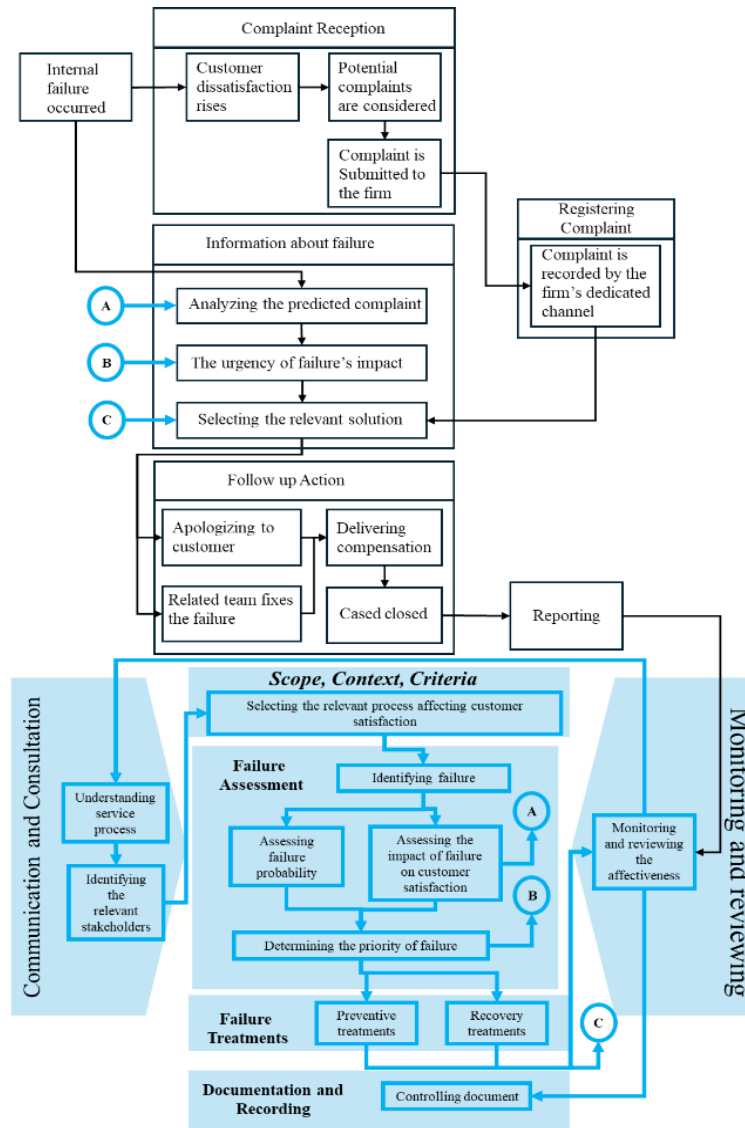 Complaint Reception
Internal
failure
occurred
Customer
dissatisfaction
rises
Potential
complaints
are considered
Complaint is
Submitted to
the firm
Registering
Complaint
Complaint is
recorded by the
firm's dedicated
channel
Information about failure
A
Analyzing the predicted complaint
B
The urgency of failure's impact
C
Selecting the relevant solution
Follow up Action
Apologizing to
customer
Delivering
compensation
Related team fixes
the failure
Cased closed
Reporting
Communication and Consultation
Scope, Context, Criteria
Selecting the relevant process affecting customer
satisfaction
Failure
Assessment
Identifying failure
Understanding
service
process
Identifying
the
relevant
stakeholders
Assessing
failure
probability
Assessing the
impact of failure
on customer
satisfaction
A
B
Determining the priority of failure
Monitoring
and reviewing
the
affectiveness
Monitoring and reviewing
Failure
Treatments
Preventive
treatments
Recovery
treatments
C
Documentation and
Recording
Controlling document